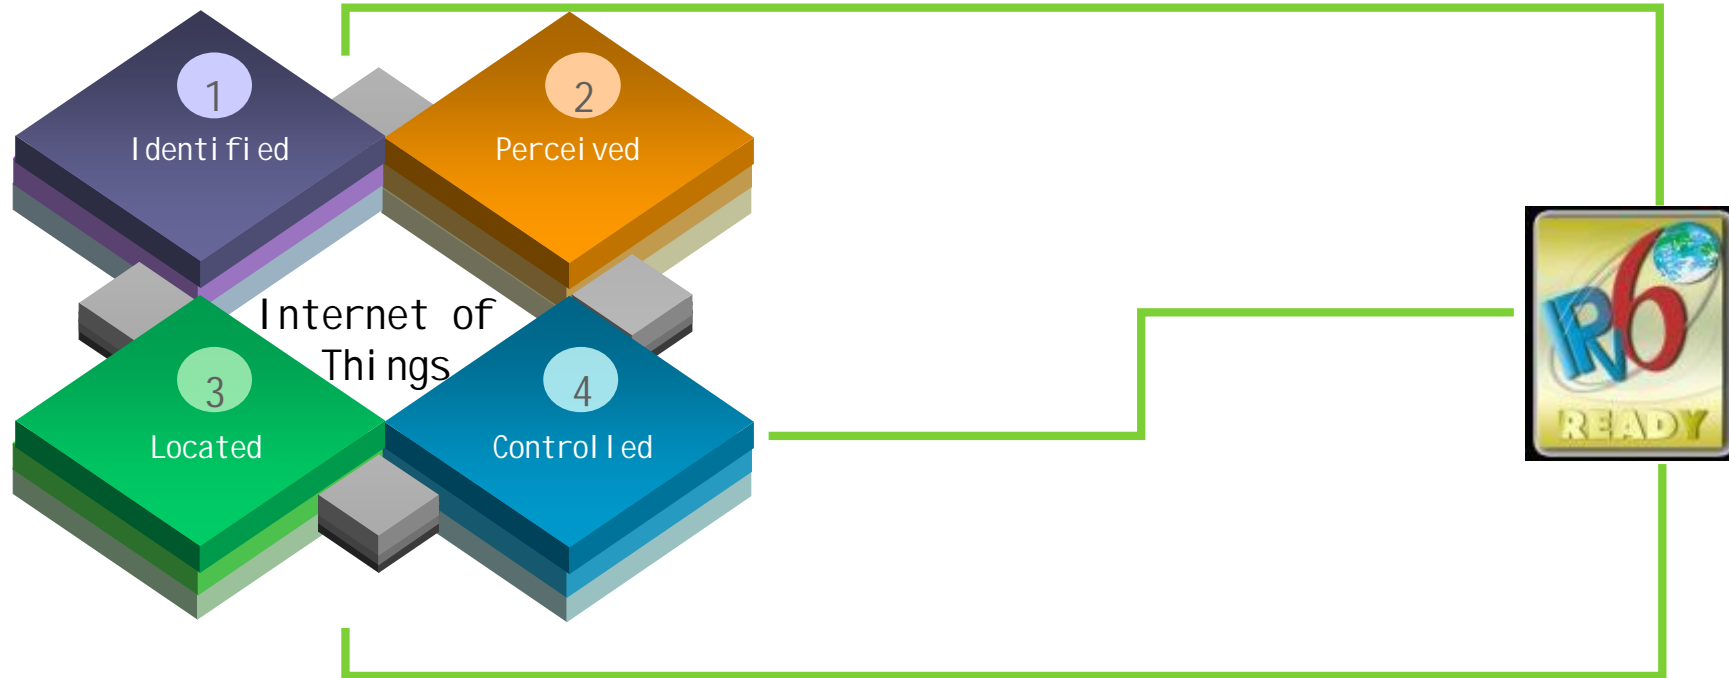 1
Identified
2
Perceived
Internet of
Things
3
Located
4
Controlled
IPv6
READY